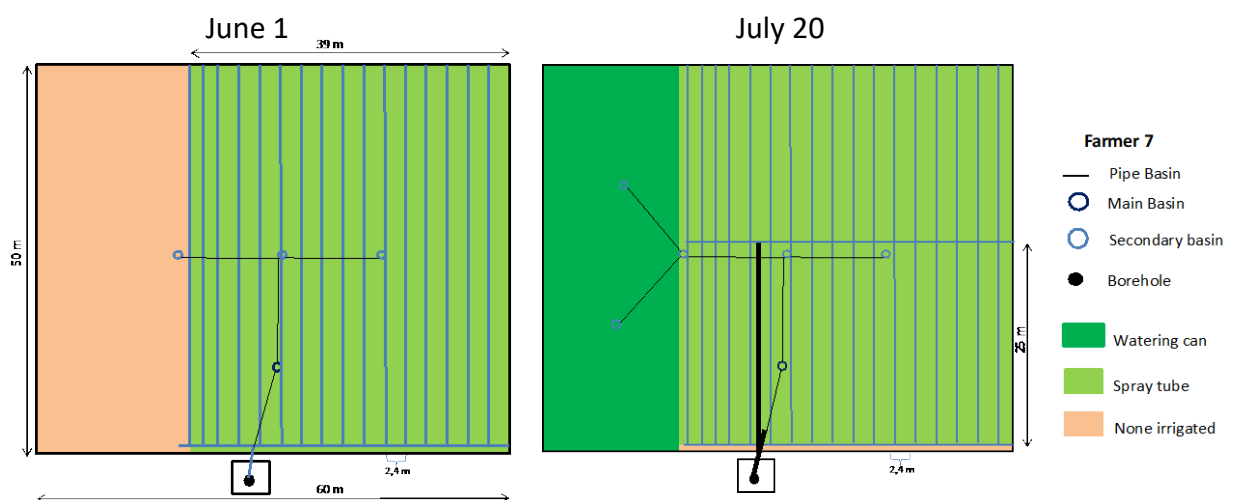 June 1
July 20
39 m
50 m
25 m
2,4 m
2,4 m
60 m
Farmer 7
Pipe Basin
Main Basin
Secondary basin
Borehole
Watering can
Spray tube
None irrigated